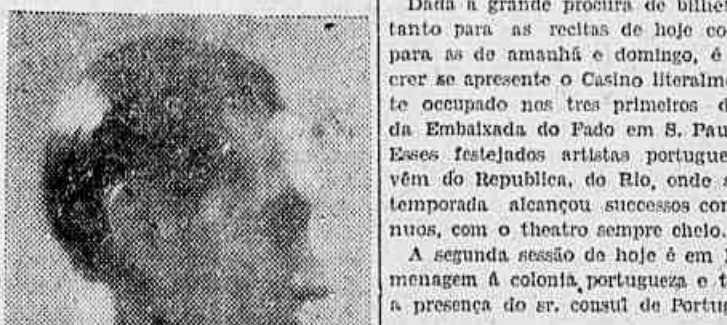 Dada a grande procura de bilhe
tanto para as recitas de hoje co
para as de amanhã e domingo, é
crer se apresente o Casino literalme
te occupado nos tres primeiros d
da Embaixada do Fado em S. Pau
Esses festejados artistas portugue
vêm do Republica, do Rio, onde
temporada alcançou successos con
nuos, com o theatro sempre cheio.
A segunda sessão de hoje é em
menagem á colonia portugueza e t
a presença do sr. consul de Portu